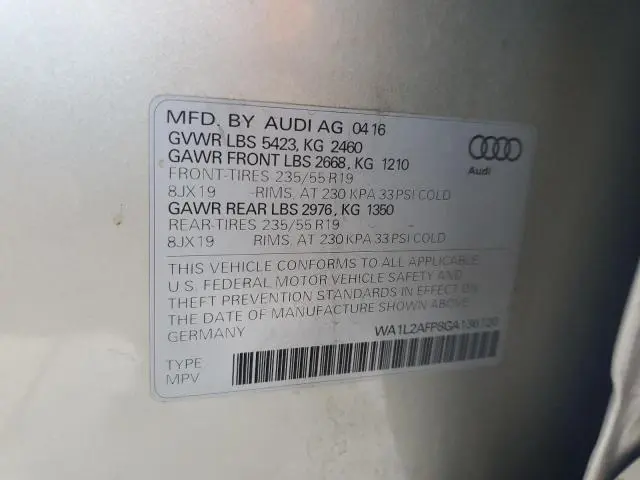 MFD. BY AUDI AG 04 16
GVWR LBS 5423, KG 2460
GAWR FRONT LBS 2668, KG 1210
FRONT-TIRES 235/55 R19
8JX19 -RIMS, AT 230 KPA 33 PSI COLD
GAWR REAR LBS 2976, KG 1350
REAR-TIRES 235/55 R19
8JX19 RIMS, AT 230 KPA 33 PSI COLD
Audi
THIS VEHICLE CONFORMS TO ALL APPLICABLE
U.S. FEDERAL MOTOR VEHICLE SAFETY AND
THEFT PREVENTION STANDARDS IN EFFECT ON
THE DATE OF MANUFACTURE SHOWN ABOVE
GERMANY
TYPE
MPV